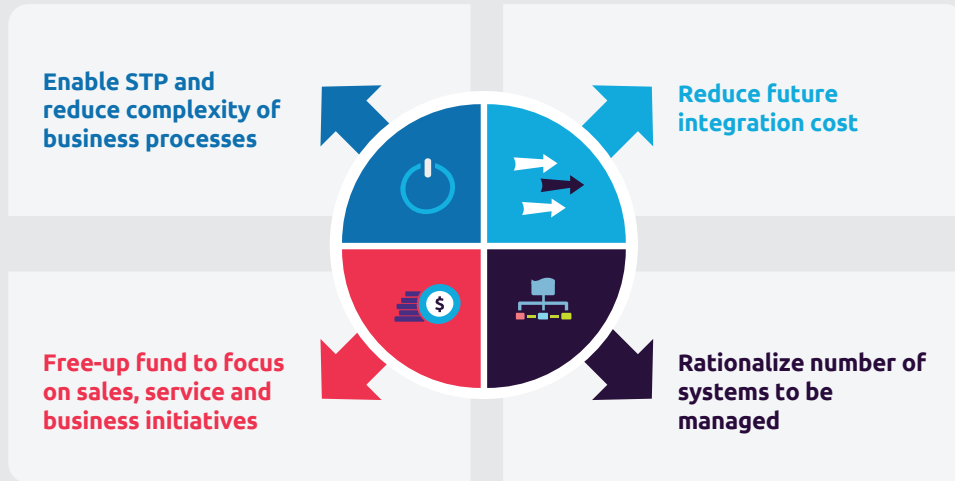 Enable STP and
reduce complexity of
business processes
Reduce future
integration cost
$
Free-up fund to focus
on sales, service and
business initiatives
Rationalize number of
systems to be
managed